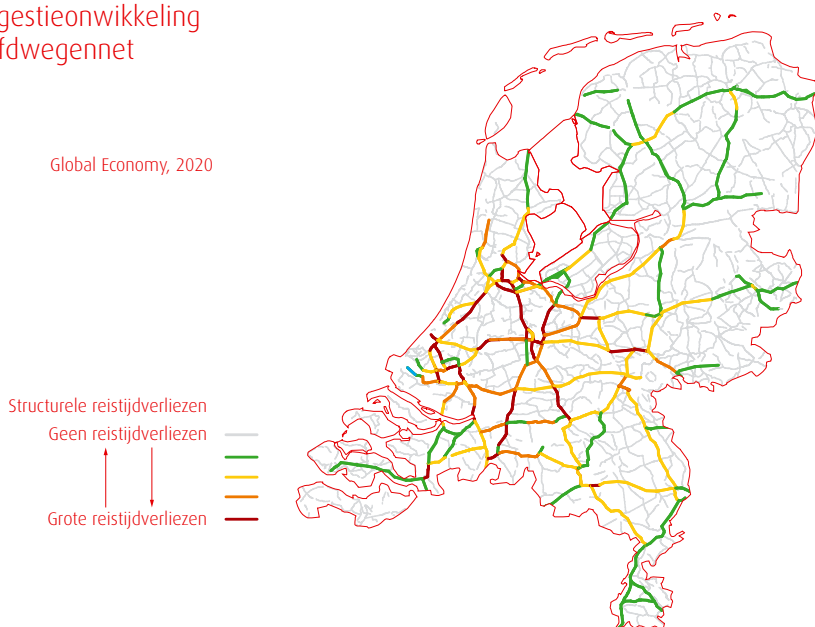 gestieonwikkeling
fdwegennet
Global Economy, 2020
Structurele reistijdverliezen
Geen reistijdverliezen
Grote reistijdverliezen